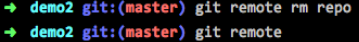 ➜ demo2 git:(master) git remote rm repo
➜ demo2 git:(master) git remote